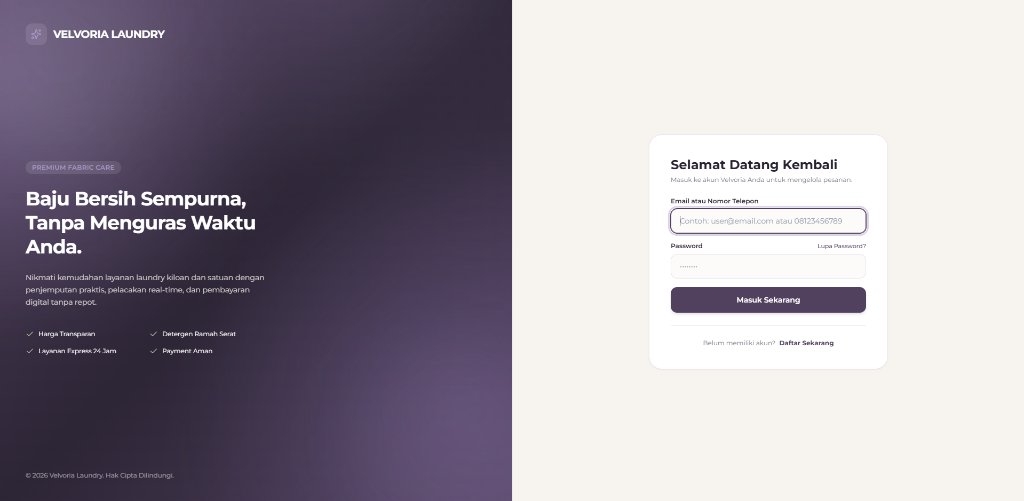 VELVORIA LAUNDRY
PREMIUM FABRIC CARE
Baju Bersih Sempurna,
Tanpa Menguras Waktu
Anda.
Nikmati kemudahan layanan laundry kiloan dan satuan dengan
penjemputan praktis, pelacakan real-time, dan pembayaran
digital tanpa repot.
Harga Transparan
Detergen Ramah Serat
Layanan Express 24 Jam
Payment Aman
© 2026 Velvoria Laundry. Hak Cipta Dilindungi.
Selamat Datang Kembali
Masuk ke akun Velvoria Anda untuk mengelola pesanan.
Email atau Nomor Telepon
Contoh: user@email.com atau 08123456789
Password
Lupa Password?
••••••••
Masuk Sekarang
Belum memiliki akun? Daftar Sekarang